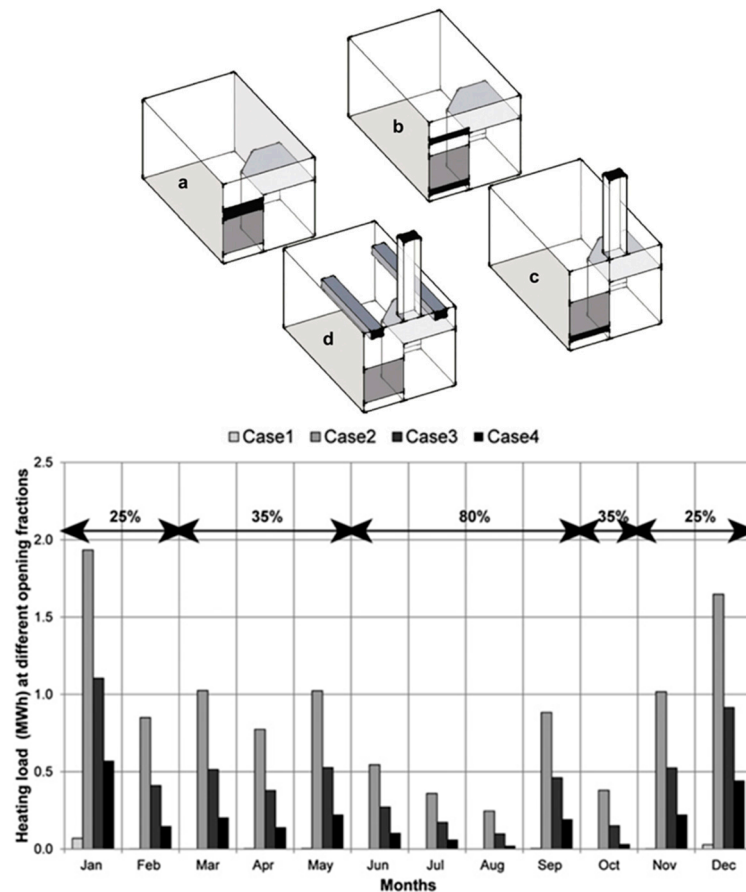 b
a
c
d
Case1 Case2 Case3 Case4
Heating load (MWh) at different opening fractions
2.5
2.0
1.5
1.0
0.5
0.0
25% 35% 80% 35% 25%
Jan Feb Mar Apr May Jun Jul Aug Sep Oct Nov Dec
Months